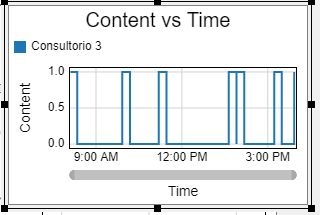 Content vs Time
Consultorio 3
Content
1.0
0.5
0.0
9:00 AM 12:00 PM 3:00 PM
Time